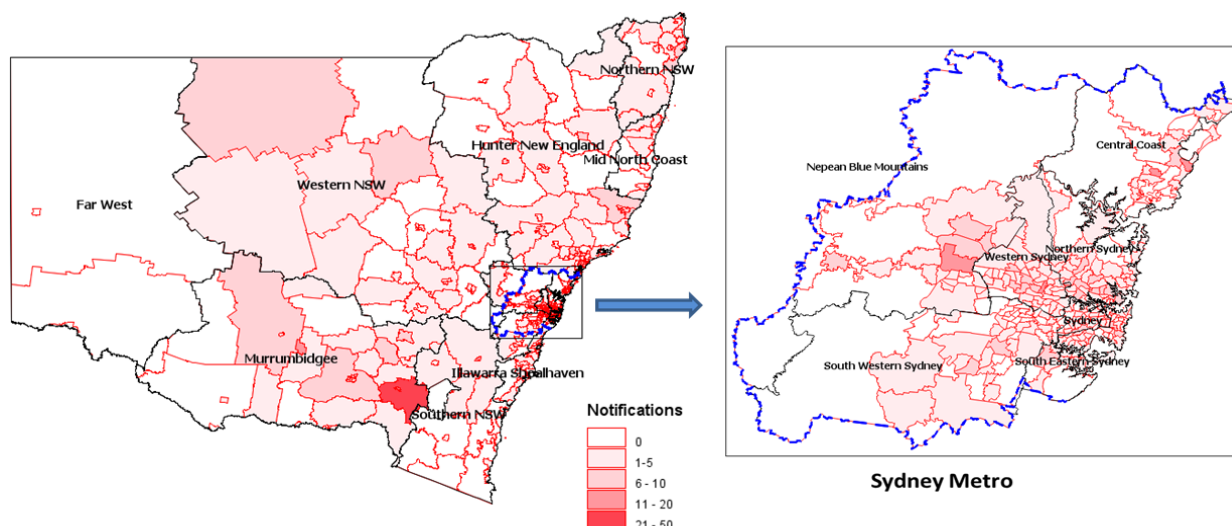 Northern NSW
Hunter New England
Mid North Coast
Western NSW
Far West
Murrumbidgee
Illawarra Shoalhaven
Southern NSW
Notifications
0
1-5
6 - 10
11 - 20
21 - 50
Central Coast
Nepean Blue Mountains
Northern Sydney
Western Sydney
Sydney
South Western Sydney
South Eastern Sydney
Sydney Metro